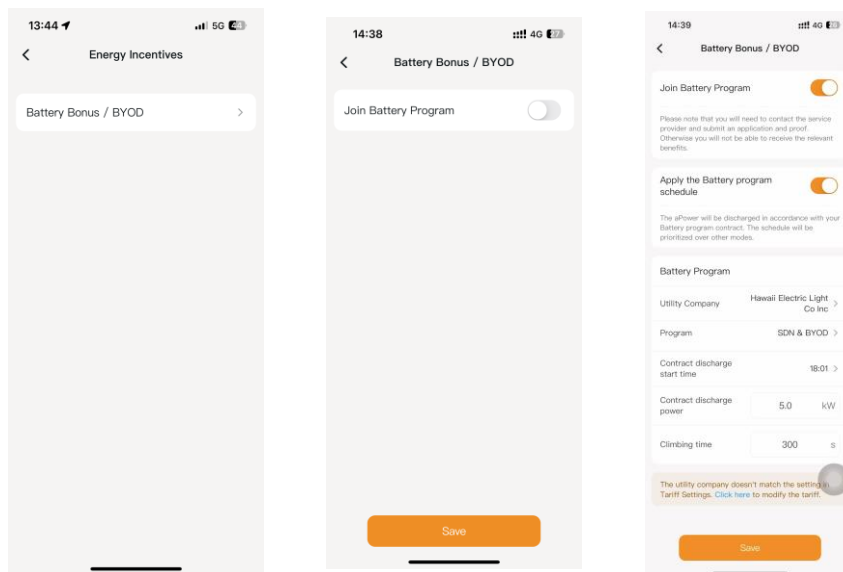 13:44
5G 44
Energy Incentives
Battery Bonus / BYOD
14:38
4G 37
Battery Bonus / BYOD
Join Battery Program
Save
14:39
4G
Battery Bonus / BYOD
Join Battery Program
Please note that you will need to contact the service
provider and submit an application and proof.
Otherwise you will not be able to receive the relevant
benefits.
Apply the Battery program
schedule
The aPower will be discharged in accordance with your
Battery program contract. The schedule will be
prioritized over other modes.
Battery Program
Utility Company Hawaii Electric Light
Co Inc
Program SDN & BYOD
Contract discharge
start time 18:01
Contract discharge
power 5.0 kW
Climbing time 300 s
The utility company doesn't match the setting in
Tariff Settings. Click here to modify the tariff.
Save